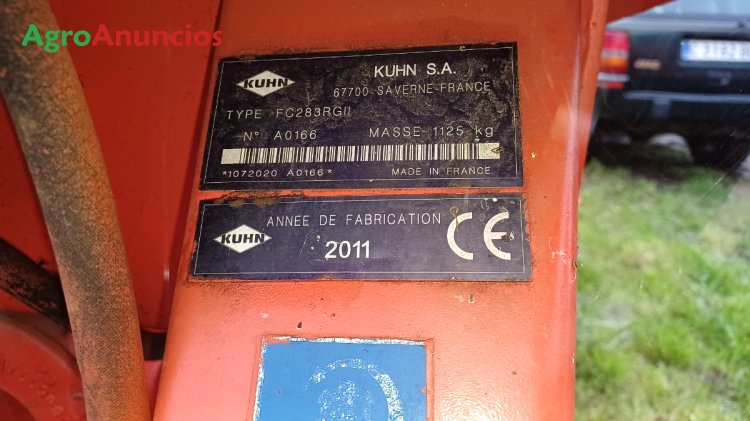 AgroAnuncios
KUHN
KUHN S.A.
67700 SAVERNE-FRANCE
TYPE FC283RGII
N° A0166 MASSE 1125 kg
*1072020 A0166* MADE IN FRANCE
KUHN
ANNEE DE FABRICATION
2011
CE